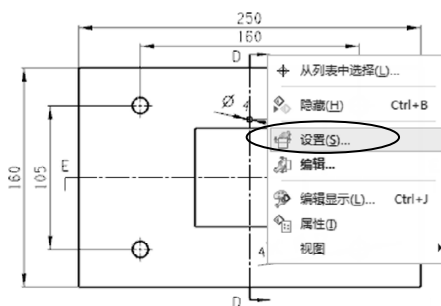 250
160
D
从列表中选择(L)...
隐藏(H) Ctrl+B
Ø 4
设置(S)...
编辑...
160
105
E
编辑显示(L)... Ctrl+J
属性(I)
视图
4
D